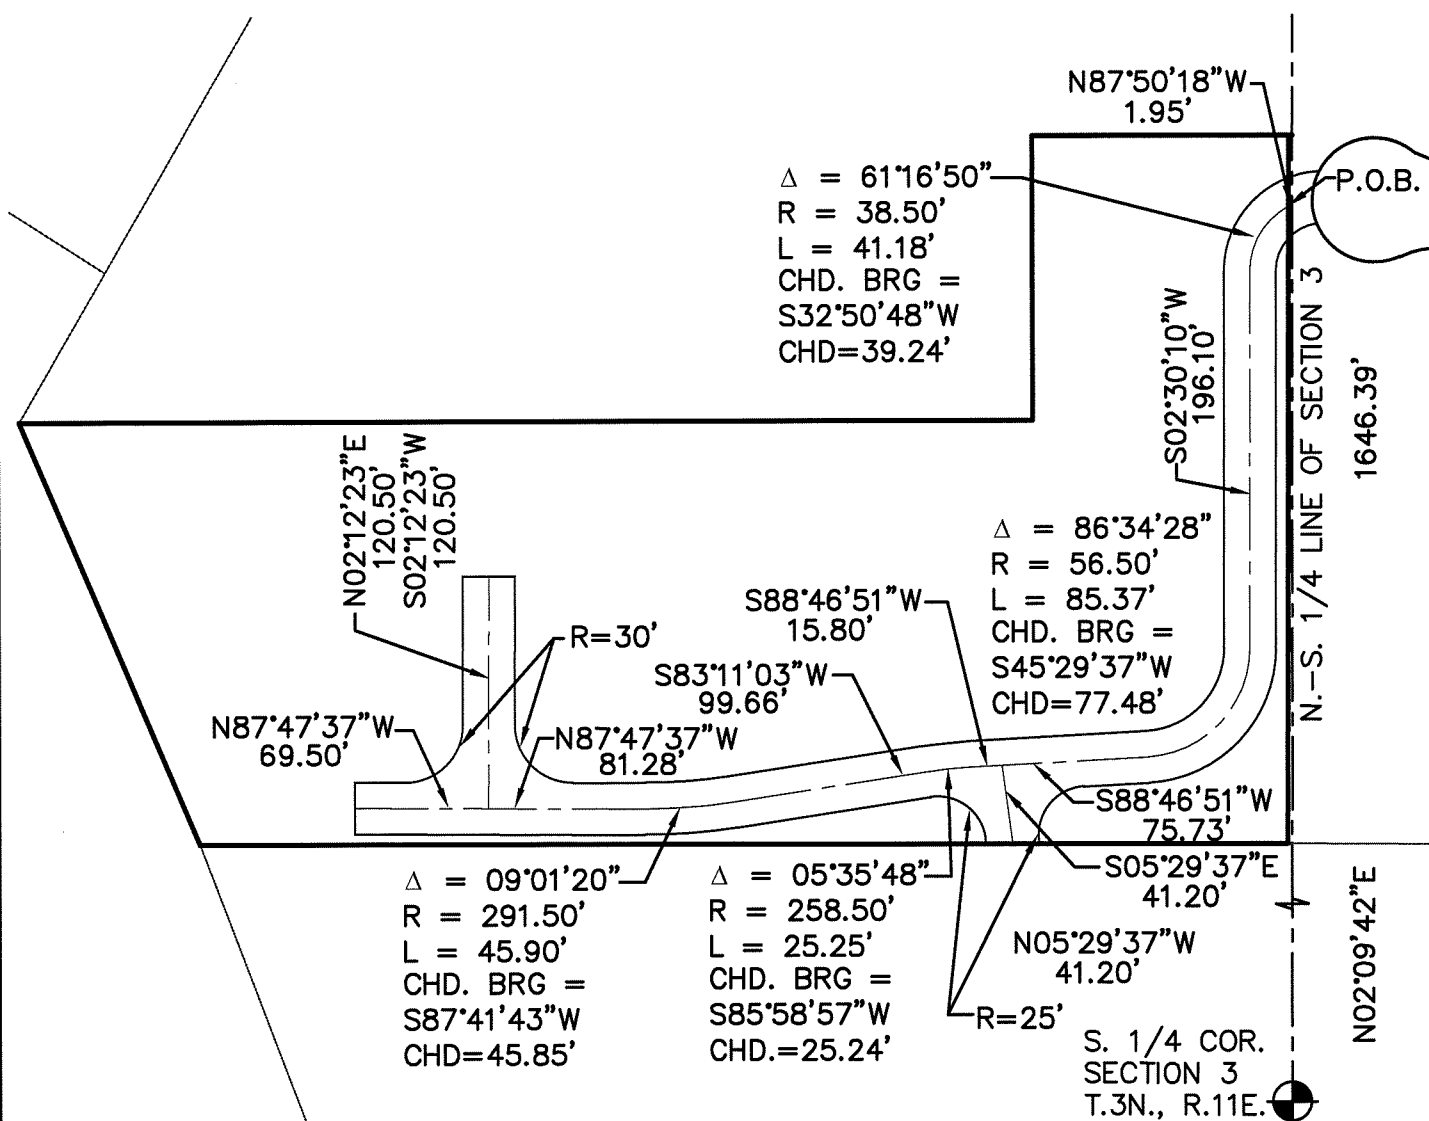 N87°50'18"W
1.95'
P.O.B.
Δ = 61°16'50"
R = 38.50'
L = 41.18'
CHD. BRG =
S32°50'48"W
CHD=39.24'
S02°30'10"W
196.10'
N.-S. 1/4 LINE OF SECTION 3
1646.39'
N02°12'23"E
120.50'
S02°12'23"W
120.50'
Δ = 86°34'28"
R = 56.50'
L = 85.37'
CHD. BRG =
S45°29'37"W
CHD=77.48'
S88°46'51"W
15.80'
R=30'
S83°11'03"W
99.66'
N87°47'37"W
69.50'
N87°47'37"W
81.28'
S88°46'51"W
75.73'
S05°29'37"E
41.20'
Δ = 09°01'20"
R = 291.50'
L = 45.90'
CHD. BRG =
S87°41'43"W
CHD=45.85'
Δ = 05°35'48"
R = 258.50'
L = 25.25'
CHD. BRG =
S85°58'57"W
CHD.=25.24'
N05°29'37"W
41.20'
R=25'
N02°09'42"E
S. 1/4 COR.
SECTION 3
T.3N., R.11E.